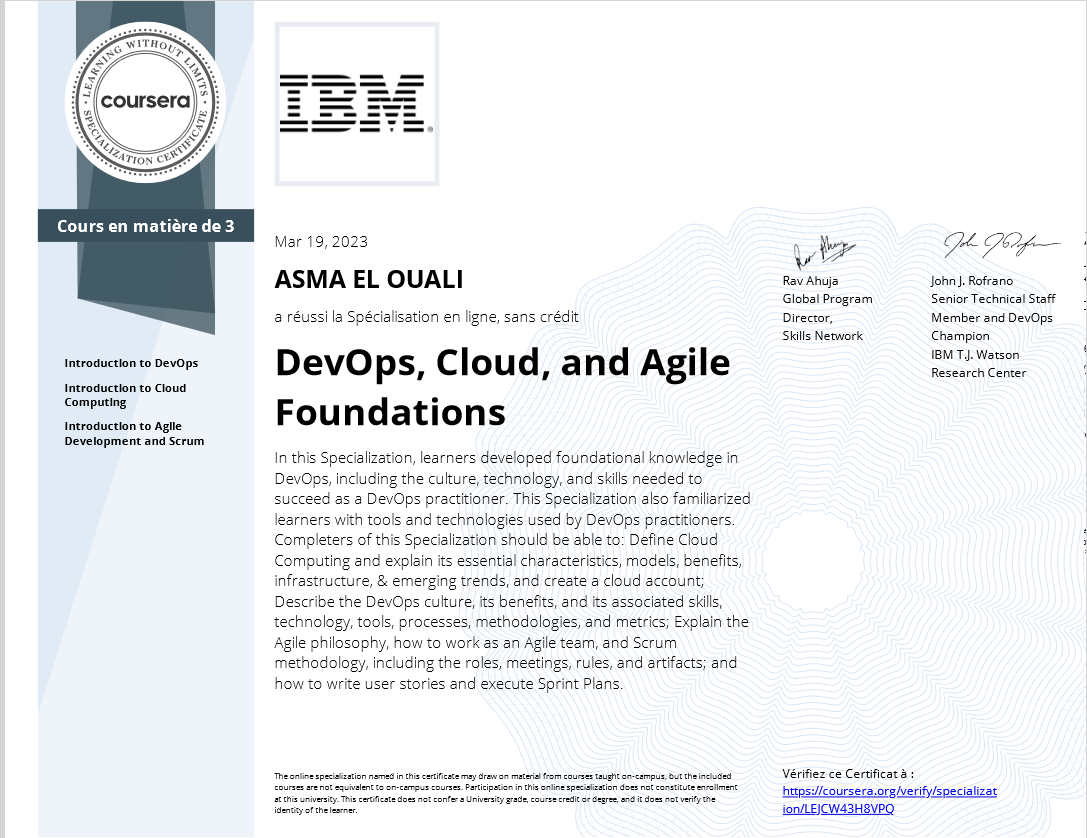 LEARNING WITHOUT LIMITS
coursera
SPECIALIZATION CERTIFICATE
IBM®
Cours en matière de 3
Introduction to DevOps
Introduction to Cloud
Computing
Introduction to Agile
Development and Scrum
Mar 19, 2023
ASMA EL OUALI
a réussi la Spécialisation en ligne, sans crédit
DevOps, Cloud, and Agile
Foundations
In this Specialization, learners developed foundational knowledge in
DevOps, including the culture, technology, and skills needed to
succeed as a DevOps practitioner. This Specialization also familiarized
learners with tools and technologies used by DevOps practitioners.
Completers of this Specialization should be able to: Define Cloud
Computing and explain its essential characteristics, models, benefits,
infrastructure, & emerging trends, and create a cloud account;
Describe the DevOps culture, its benefits, and its associated skills,
technology, tools, processes, methodologies, and metrics; Explain the
Agile philosophy, how to work as an Agile team, and Scrum
methodology, including the roles, meetings, rules, and artifacts; and
how to write user stories and execute Sprint Plans.
Rav Ahuja
Rav Ahuja
Global Program
Director,
Skills Network
John J. Rofrano
John J. Rofrano
Senior Technical Staff
Member and DevOps
Champion
IBM T.J. Watson
Research Center
The online specialization named in this certificate may draw on material from courses taught on-campus, but the included
courses are not equivalent to on-campus courses. Participation in this online specialization does not constitute enrollment
at this university. This certificate does not confer a University grade, course credit or degree, and it does not verify the
identity of the learner.
Vérifiez ce Certificat à :
https://coursera.org/verify/specializat
ion/LEJCW43H8VPQ